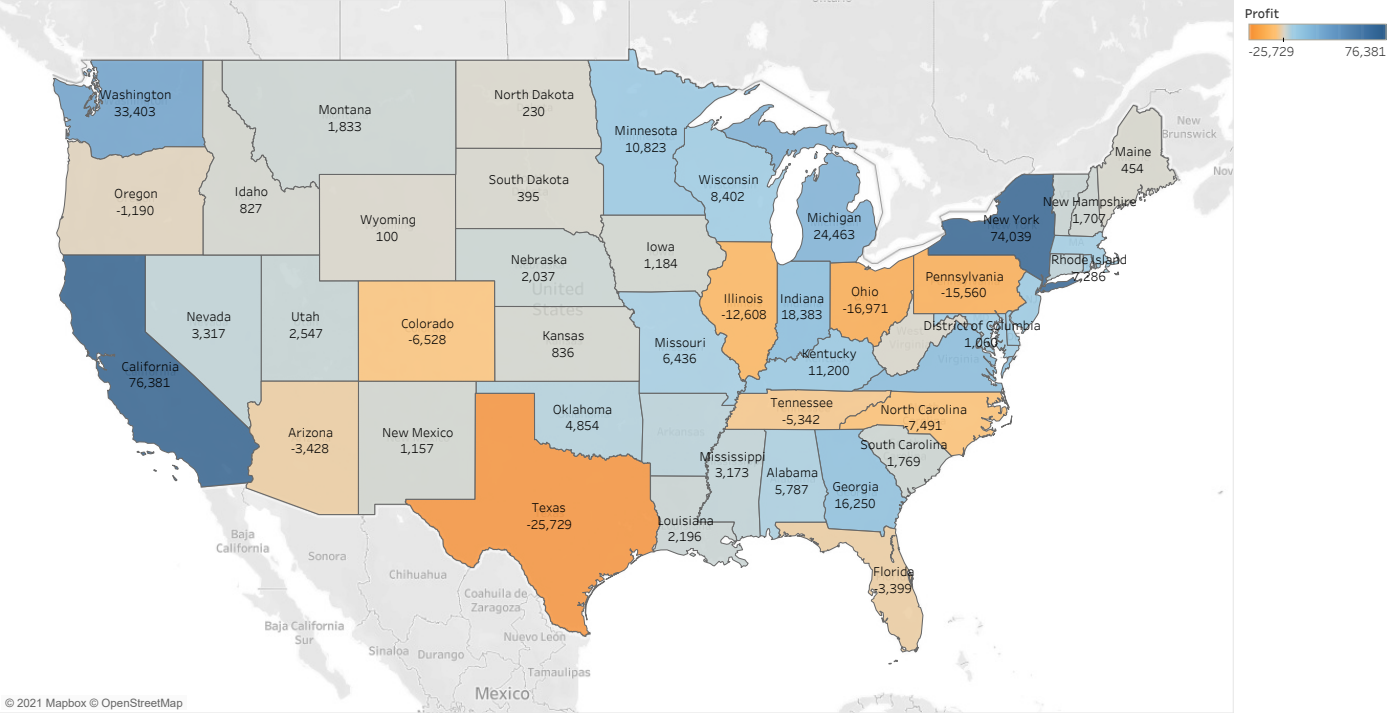 Ontario
Profit
-25,729
76,381
Washington
33,403
Montana
1,833
North Dakota
230
Minnesota
10,823
New
Brunswick
Maine
454
Oregon
-1,190
Idaho
827
South Dakota
395
Wisconsin
8,402
Nov
Wyoming
100
Michigan
24,463
New York
74,039
New Hampshire
1,707
MA
Iowa
1,184
Nebraska
2,037
Rhode Island
7,286
Pennsylvania
-15,560
United
States
Illinois
-12,608
Indiana
18,383
Ohio
-16,971
Nevada
3,317
Utah
2,547
Colorado
-6,528
Kansas
836
Missouri
6,436
West
Virginia
District of Columbia
1,060
Virginia
Kentucky
11,200
California
76,381
Oklahoma
4,854
Tennessee
-5,342
North Carolina
-7,491
Arizona
-3,428
New Mexico
1,157
Arkansas
Mississippi
3,173
Alabama
5,787
South Carolina
1,769
Georgia
16,250
Texas
-25,729
Louisiana
2,196
Baja
California
Sonora
Chihuahua
Florida
-3,399
Coahuila de
Zaragoza
Baja California
Sur
Nuevo León
Sinaloa
Durango
Tamaulipas
Mexico
© 2021 Mapbox © OpenStreetMap